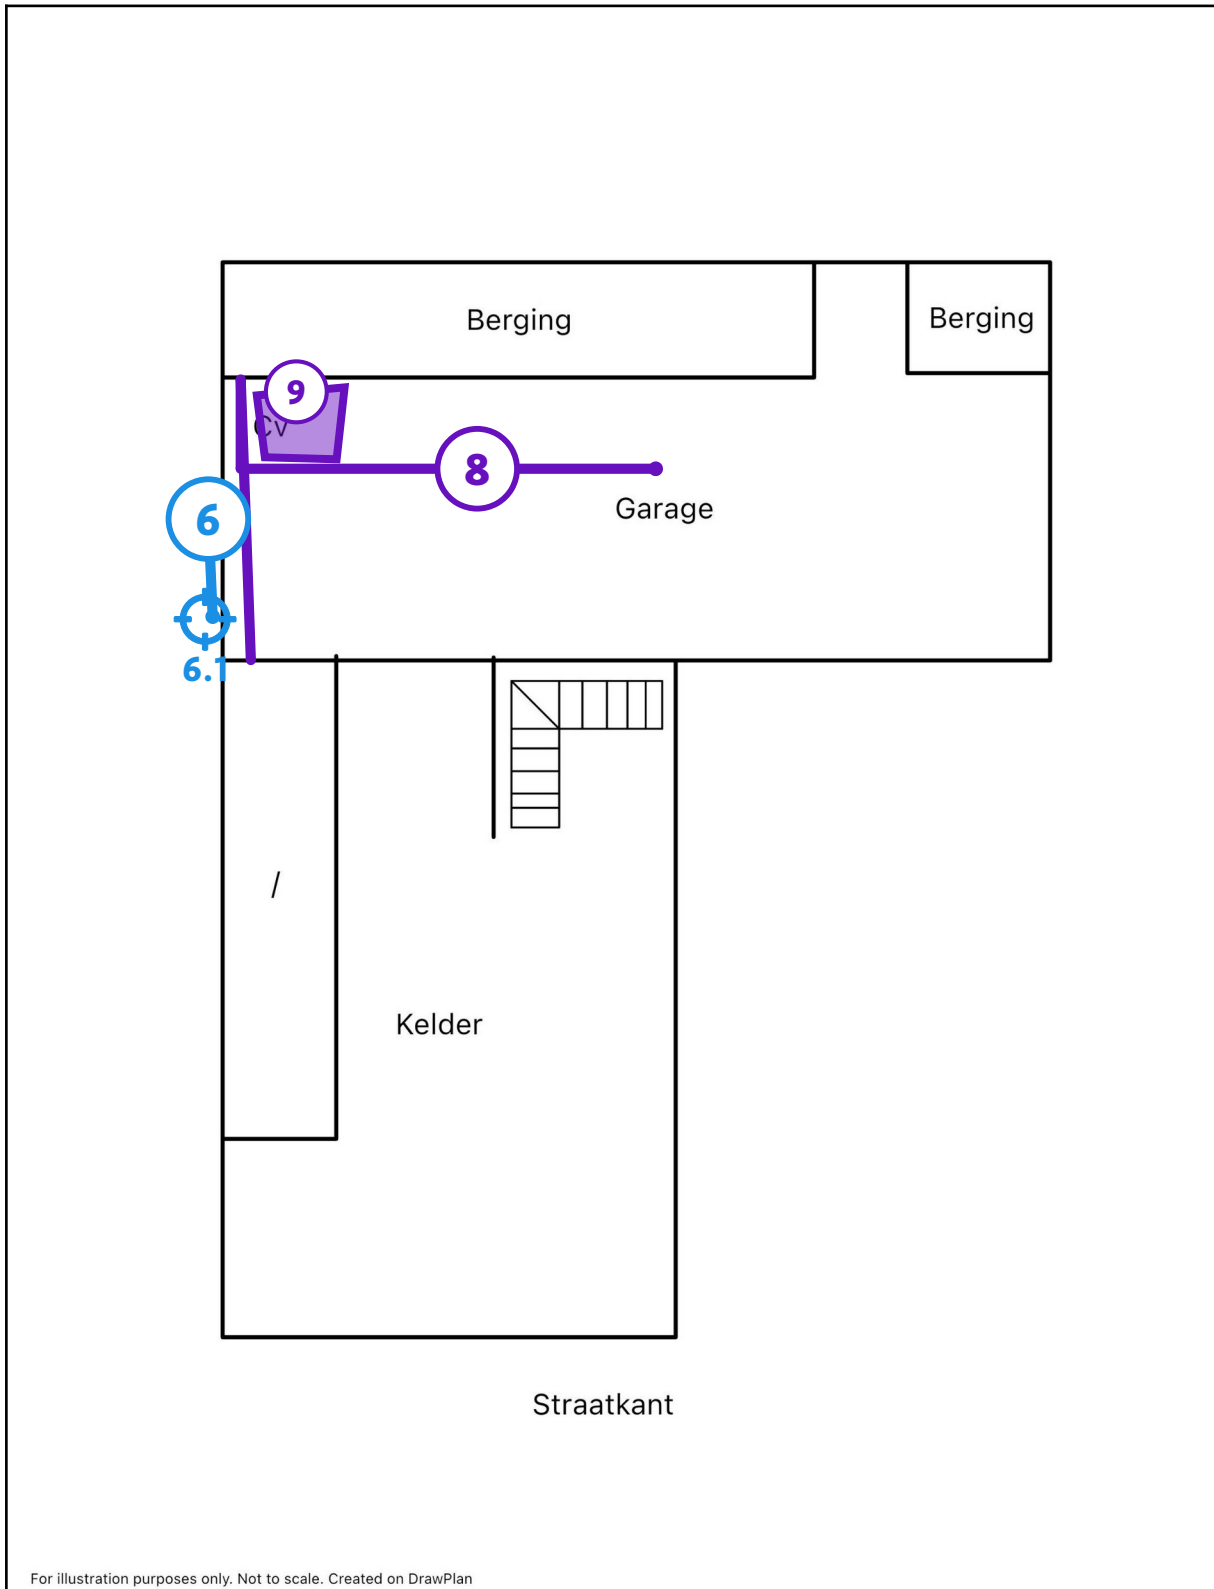 Berging
Berging
9
Cv
8
6
Garage
6.1
/
Kelder
Straatkant
For illustration purposes only. Not to scale. Created on DrawPlan